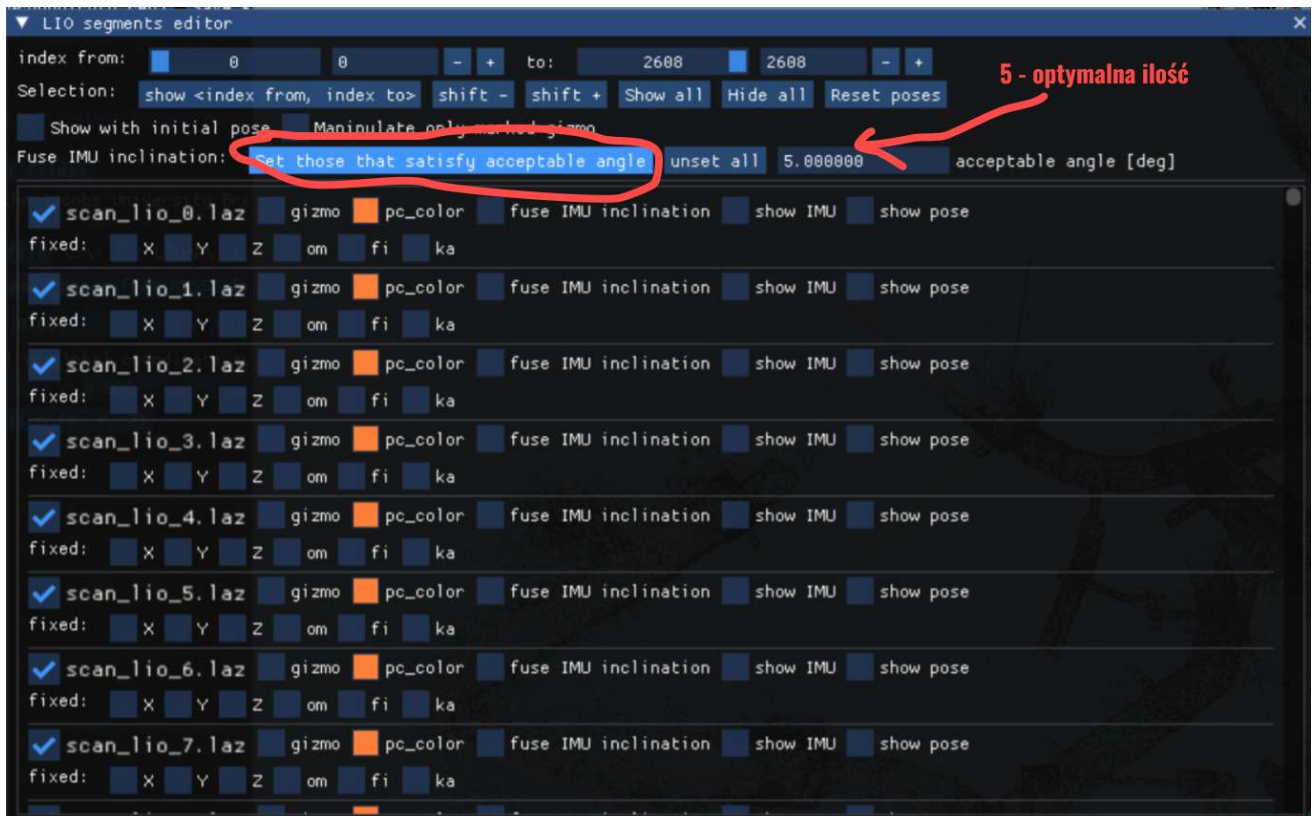 ▼ LIO segments editor ×
index from: 0 0 - + to: 2608 2608 - +
5 - optymalna ilość
Selection: show <index from, index to> shift - shift + Show all Hide all Reset poses
Show with initial pose Manipulate only marked gizmo
Fuse IMU inclination: Set those that satisfy acceptable angle unset all 5.000000 acceptable angle [deg]
scan_lio_0.laz gizmo pc_color fuse IMU inclination show IMU show pose
fixed: X Y Z om fi ka
scan_lio_1.laz gizmo pc_color fuse IMU inclination show IMU show pose
fixed: X Y Z om fi ka
scan_lio_2.laz gizmo pc_color fuse IMU inclination show IMU show pose
fixed: X Y Z om fi ka
scan_lio_3.laz gizmo pc_color fuse IMU inclination show IMU show pose
fixed: X Y Z om fi ka
scan_lio_4.laz gizmo pc_color fuse IMU inclination show IMU show pose
fixed: X Y Z om fi ka
scan_lio_5.laz gizmo pc_color fuse IMU inclination show IMU show pose
fixed: X Y Z om fi ka
scan_lio_6.laz gizmo pc_color fuse IMU inclination show IMU show pose
fixed: X Y Z om fi ka
scan_lio_7.laz gizmo pc_color fuse IMU inclination show IMU show pose
fixed: X Y Z om fi ka